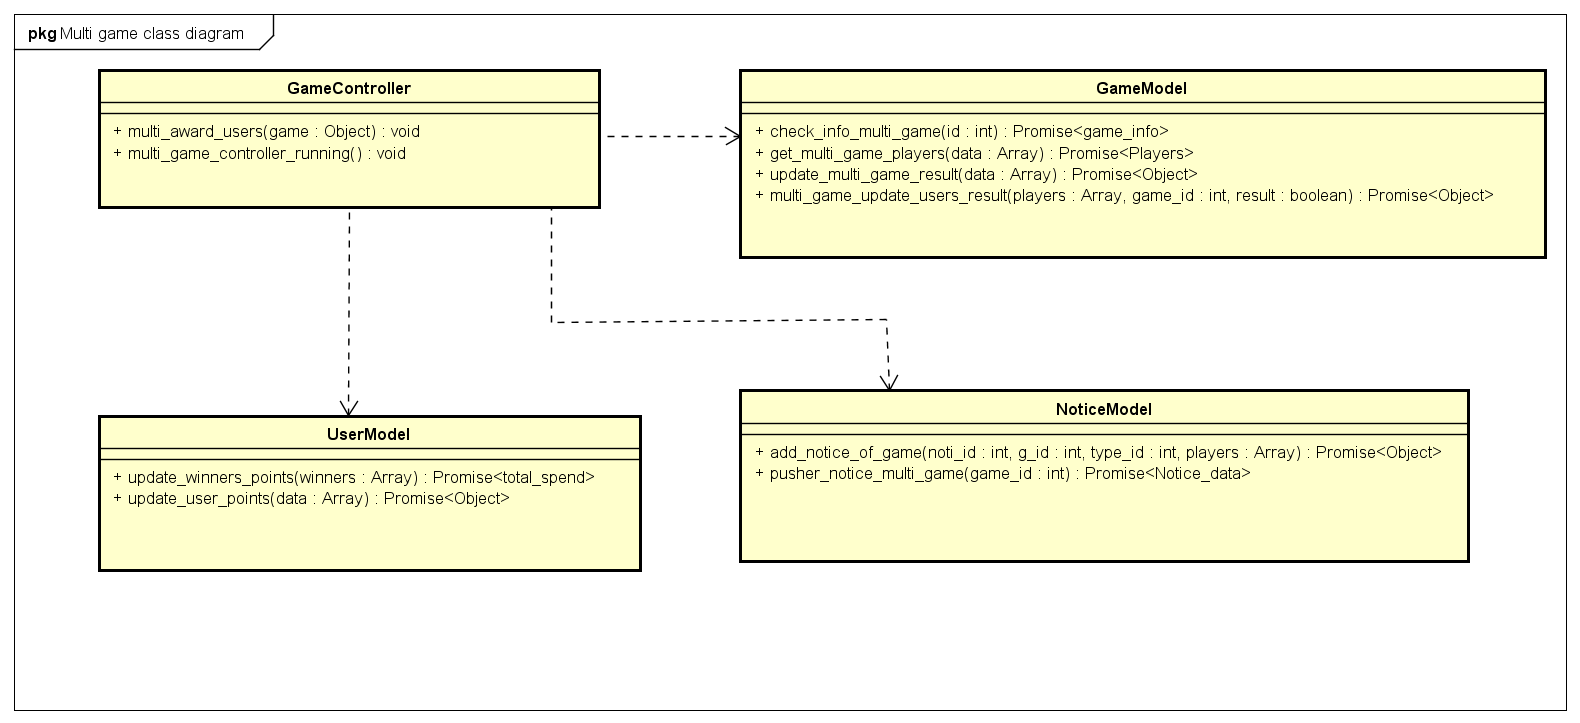 pkg Multi game class diagram
GameController
+ multi_award_users(game : Object) : void
+ multi_game_controller_running() : void
GameModel
+ check_info_multi_game(id : int) : Promise<game_info>
+ get_multi_game_players(data : Array) : Promise<Players>
+ update_multi_game_result(data : Array) : Promise<Object>
+ multi_game_update_users_result(players : Array, game_id : int, result : boolean) : Promise<Object>
UserModel
+ update_winners_points(winners : Array) : Promise<total_spend>
+ update_user_points(data : Array) : Promise<Object>
NoticeModel
+ add_notice_of_game(noti_id : int, g_id : int, type_id : int, players : Array) : Promise<Object>
+ pusher_notice_multi_game(game_id : int) : Promise<Notice_data>